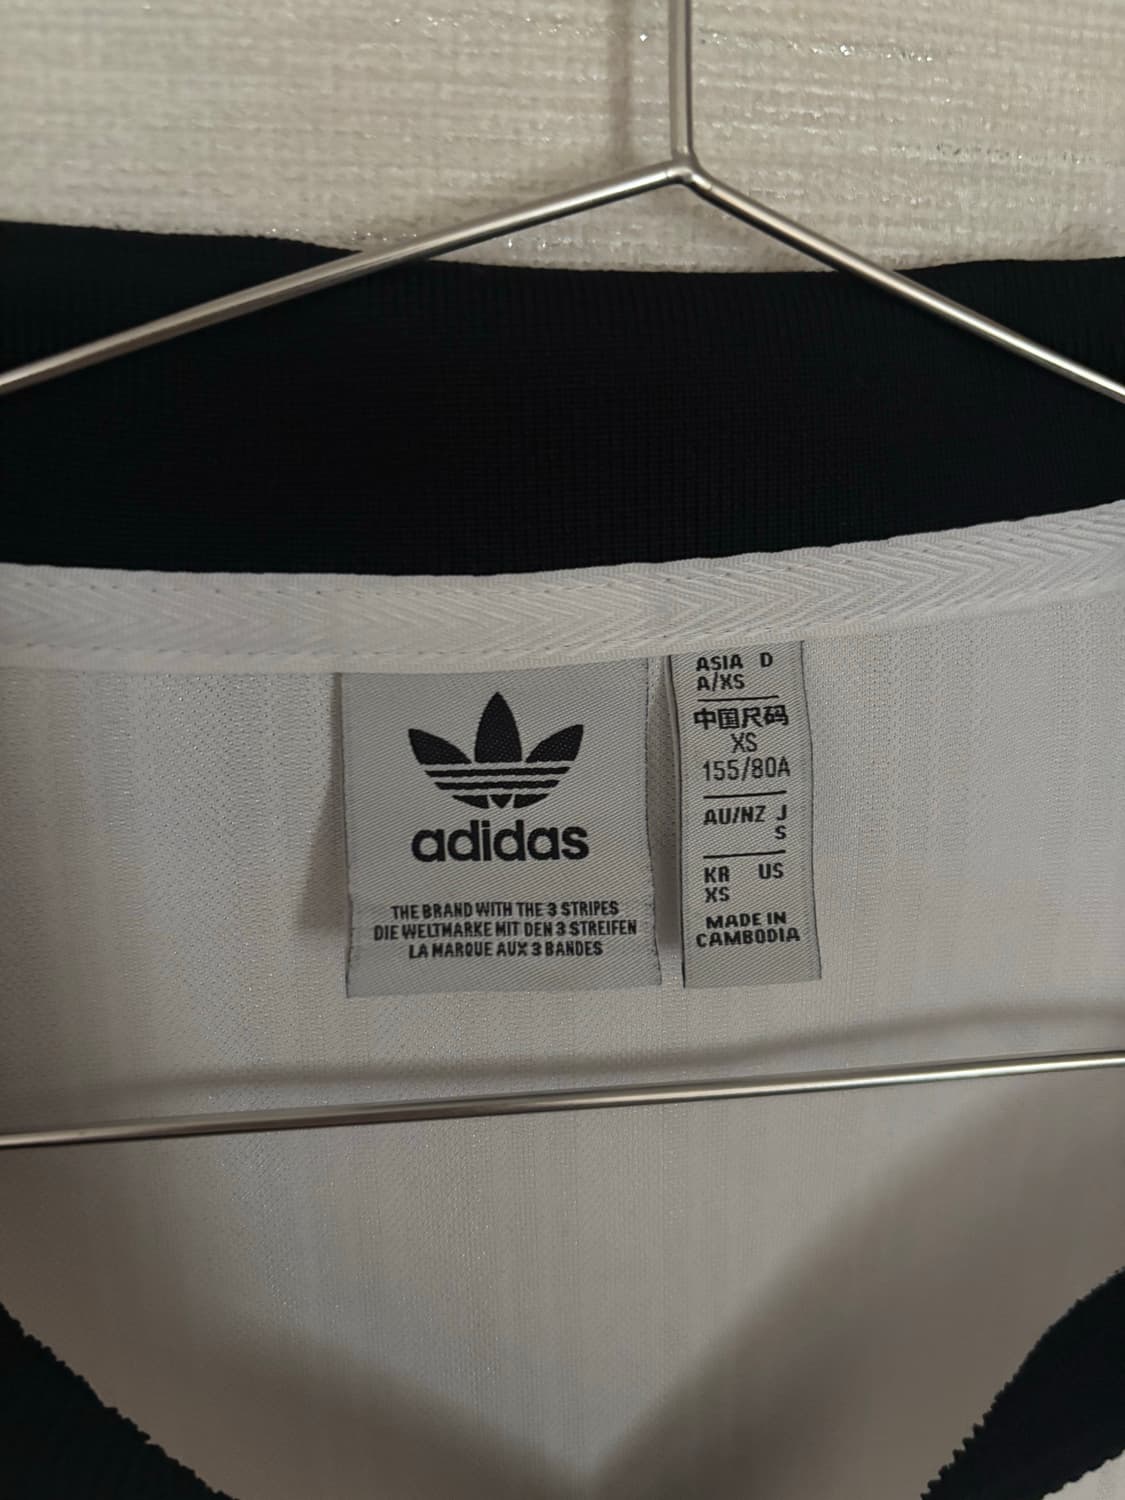 adidas
THE BRAND WITH THE 3 STRIPES
DIE WELTMARKE MIT DEN 3 STREIFEN
LA MARQUE AUX 3 BANDES
ASIA D
A/XS
中国尺码
XS
155/80A
AU/NZ J
S
KR US
XS
MADE IN
CAMBODIA